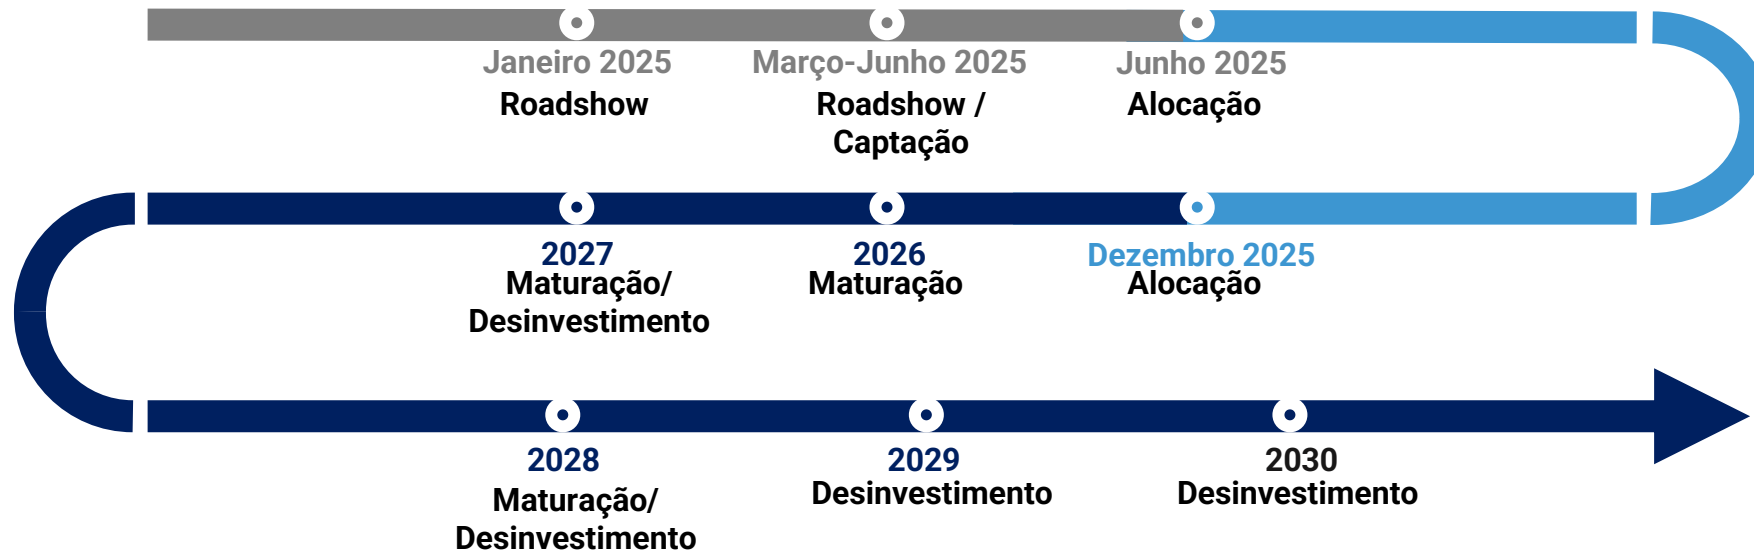 Janeiro 2025
Roadshow
Março-Junho 2025
Roadshow /
Captação
Junho 2025
Alocação
Dezembro 2025
Alocação
2026
Maturação
2027
Maturação/
Desinvestimento
2028
Maturação/
Desinvestimento
2029
Desinvestimento
2030
Desinvestimento